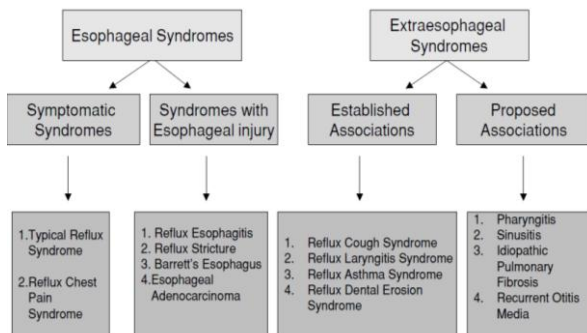 Esophageal Syndromes
Extraesophageal
Syndromes
Symptomatic
Syndromes
Syndromes with
Esophageal injury
Established
Associations
Proposed
Associations
1.Typical Reflux
Syndrome
2.Reflux Chest
Pain
Syndrome
1. Reflux Esophagitis
2. Reflux Stricture
3. Barrett's Esophagus
4.Esophageal
Adenocarcinoma
1. Reflux Cough Syndrome
2. Reflux Laryngitis Syndrome
3. Reflux Asthma Syndrome
4. Reflux Dental Erosion
Syndrome
1. Pharyngitis
2. Sinusitis
3. Idiopathic
Pulmonary
Fibrosis
4. Recurrent Otitis
Media